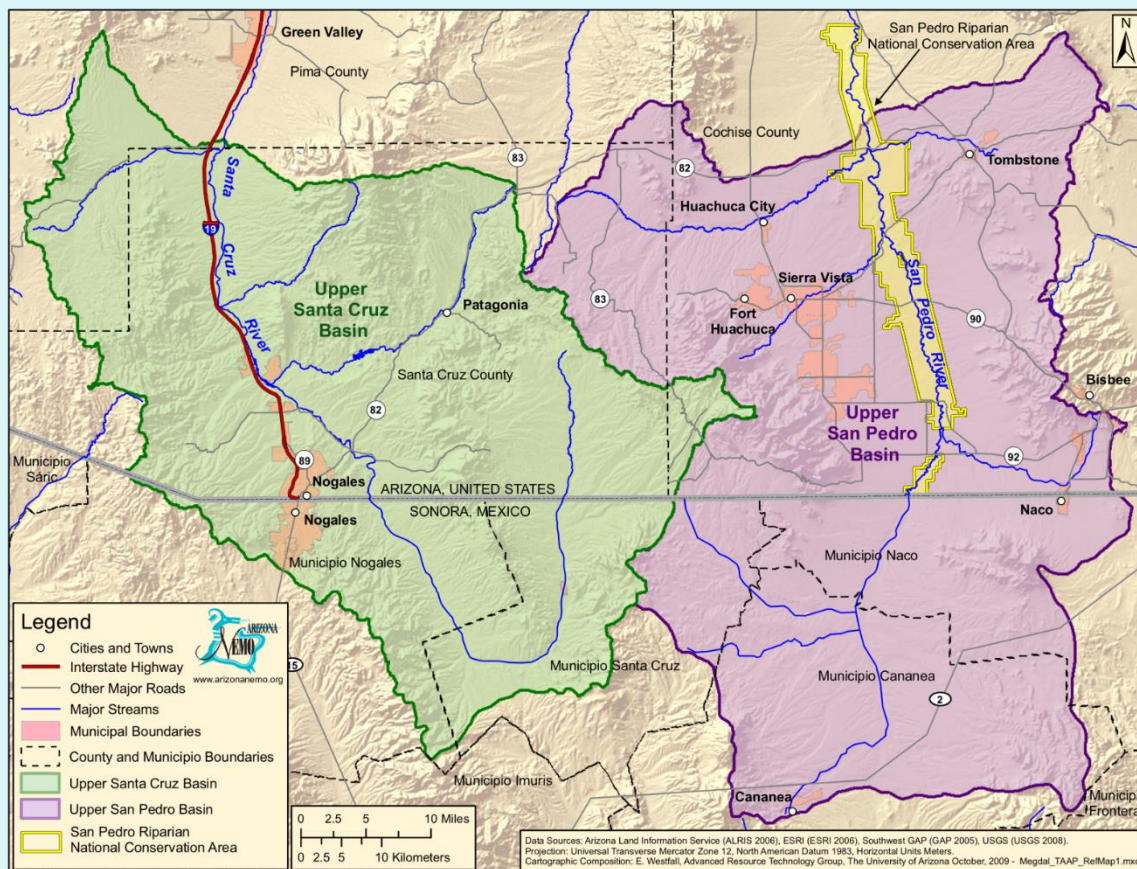 Green Valley
Pima County
San Pedro Riparian
National Conservation Area
N
Cochise County
83
82
Tombstone
Santa
Cruz
River
19
Huachuca City
Sierra Vista
Fort
Huachuca
San Pedro River
90
83
Upper
Santa Cruz
Basin
Patagonia
Santa Cruz County
82
Bisbee
Upper
San Pedro
Basin
92
Municipio
Sáric
89
Nogales
ARIZONA, UNITED STATES
SONORA, MEXICO
Nogales
Municipio Nogales
Naco
Municipio Naco
Municipio Santa Cruz
Municipio Cananea
2
15
Municipio Imuris
Cananea
Municipi
Frontera
Legend
ARIZONA
NEMO
www.arizonanemo.org
Cities and Towns
Interstate Highway
Other Major Roads
Major Streams
Municipal Boundaries
County and Municipio Boundaries
Upper Santa Cruz Basin
Upper San Pedro Basin
San Pedro Riparian
National Conservation Area
0 2.5 5 10 Miles
0 2.5 5 10 Kilometers
Data Sources: Arizona Land Information Service (ALRIS 2006), ESRI (ESRI 2006), Southwest GAP (GAP 2005), USGS (USGS 2008).
Projection: Universal Transverse Mercator Zone 12, North American Datum 1983, Horizontal Units Meters.
Cartographic Composition: E. Westfall, Advanced Resource Technology Group, The University of Arizona October, 2009 - Megdal_TAAP_RefMap1.mxd